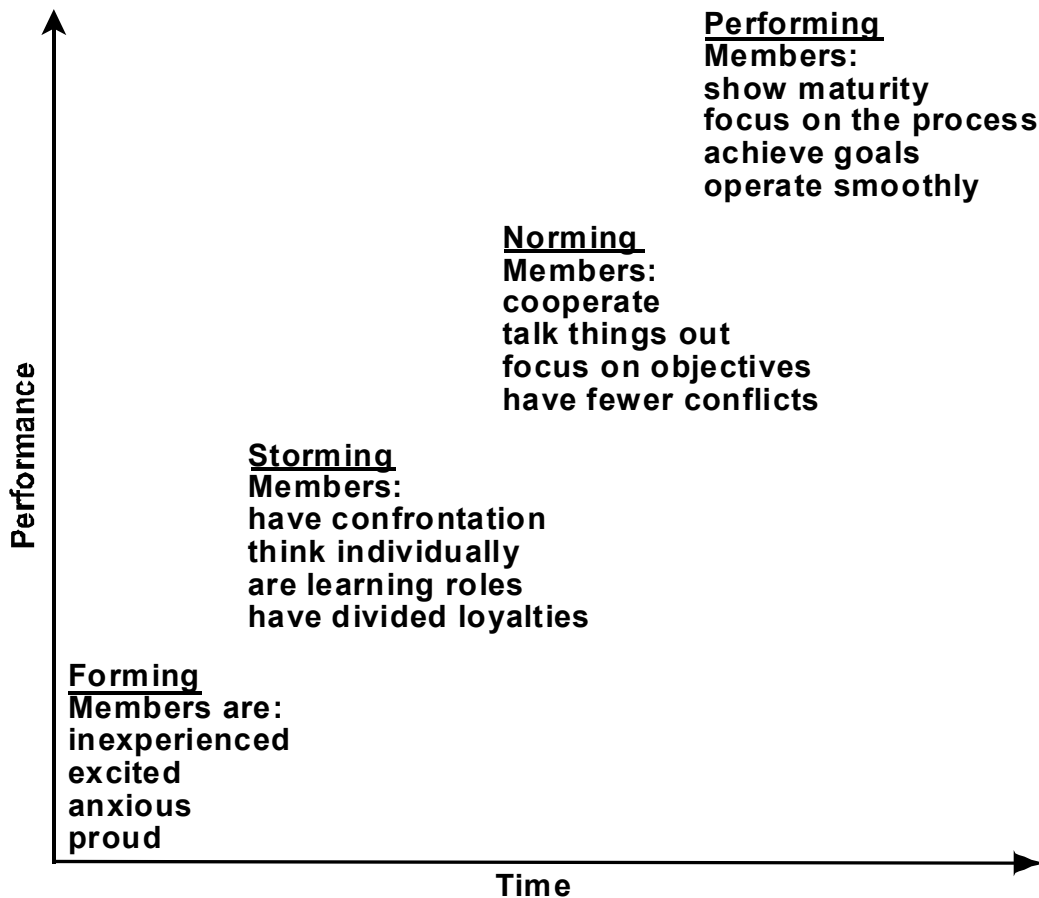 Performing
Members:
show maturity
focus on the process
achieve goals
operate smoothly
Norming
Members:
cooperate
talk things out
focus on objectives
have fewer conflicts
Storming
Members:
have confrontation
think individually
are learning roles
have divided loyalties
Forming
Members are:
inexperienced
excited
anxious
proud
Performance
Time